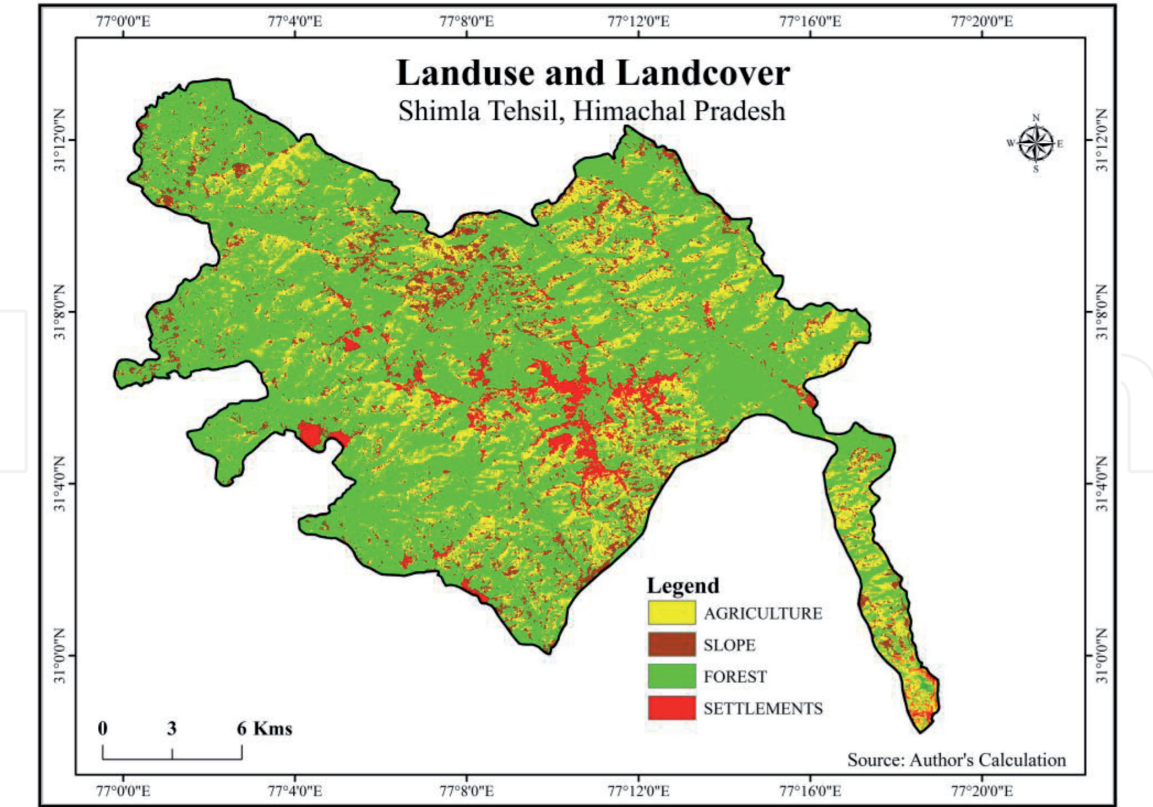 77°0'0"E 77°4'0"E 77°8'0"E 77°12'0"E 77°16'0"E 77°20'0"E
Landuse and Landcover
Shimla Tehsil, Himachal Pradesh
N
W E
S
31°12'0"N 31°12'0"N
31°8'0"N 31°8'0"N
31°4'0"N 31°4'0"N
31°0'0"N 31°0'0"N
Legend
AGRICULTURE
SLOPE
FOREST
SETTLEMENTS
0 3 6 Kms
Source: Author's Calculation
77°0'0"E 77°4'0"E 77°8'0"E 77°12'0"E 77°16'0"E 77°20'0"E